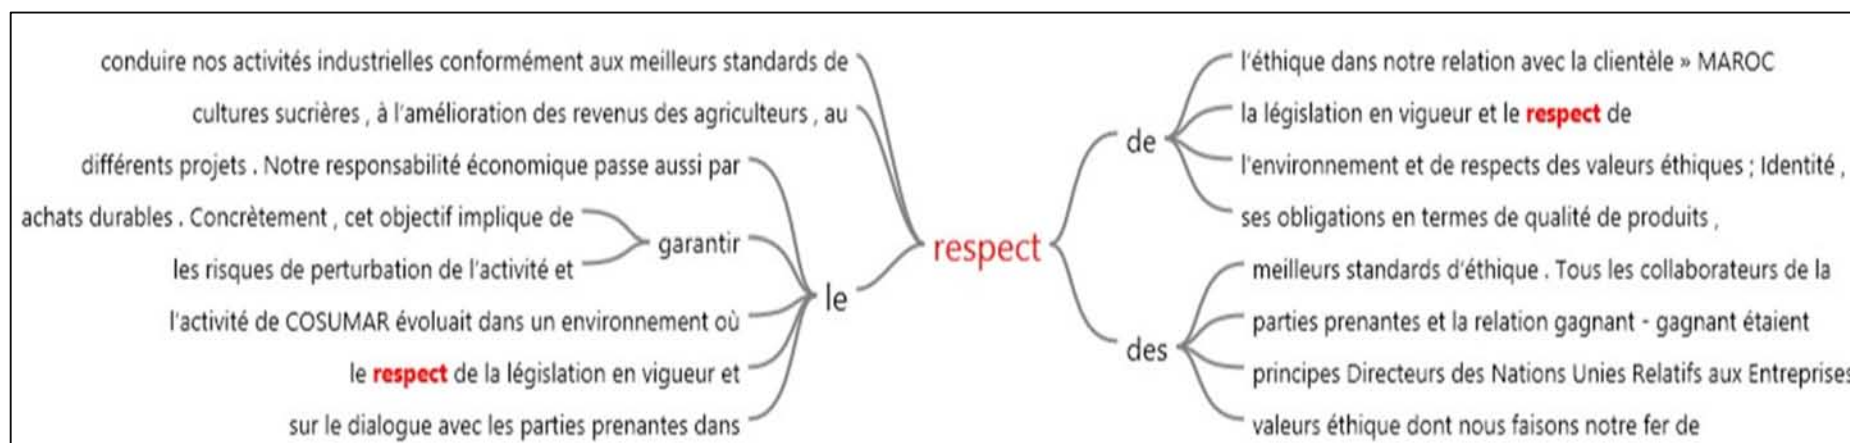 conduire nos activités industrielles conformément aux meilleurs standards de
cultures sucrières , à l'amélioration des revenus des agriculteurs , au
différents projets . Notre responsabilité économique passe aussi par
achats durables . Concrètement , cet objectif implique de
les risques de perturbation de l'activité et
garantir
l'activité de COSUMAR évoluait dans un environnement où
le respect de la législation en vigueur et
sur le dialogue avec les parties prenantes dans
le
respect
de
l'éthique dans notre relation avec la clientèle » MAROC
la législation en vigueur et le respect de
l'environnement et de respects des valeurs éthiques ; Identité ,
ses obligations en termes de qualité de produits ,
des
meilleurs standards d'éthique . Tous les collaborateurs de la
parties prenantes et la relation gagnant - gagnant étaient
principes Directeurs des Nations Unies Relatifs aux Entreprises
valeurs éthique dont nous faisons notre fer de